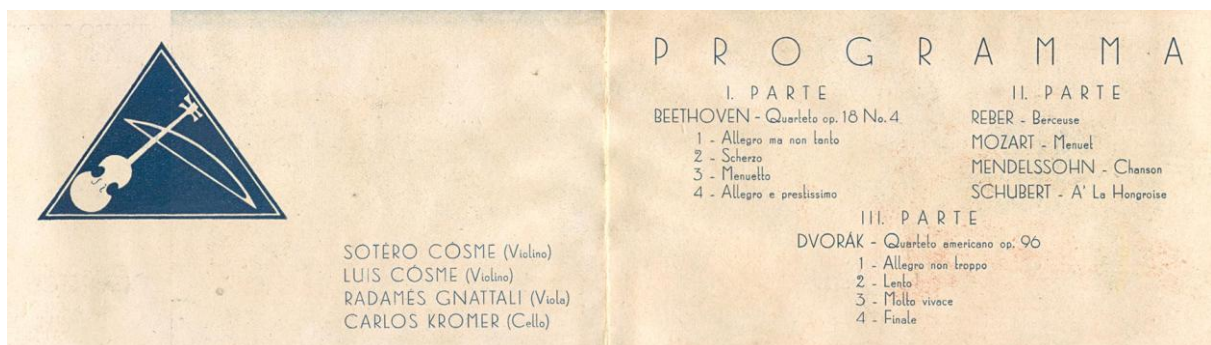 SOTÉRO CÓSME (Violino)
LUIS CÓSME (Violino)
RADAMÉS GNATTALI (Viola)
CARLOS KROMER (Cello)
PROGRAMMA
I. PARTE
BEETHOVEN - Quarteto op. 18 No. 4
1 - Allegro ma non tanto
2 - Scherzo
3 - Menuetto
4 - Allegro e prestissimo
II. PARTE
REBER - Berceuse
MOZART - Menuet
MENDELSSOHN - Chanson
SCHUBERT - A' La Hongroise
III. PARTE
DVORÁK - Quarteto americano op. 96
1 - Allegro non troppo
2 - Lento
3 - Molto vivace
4 - Finale